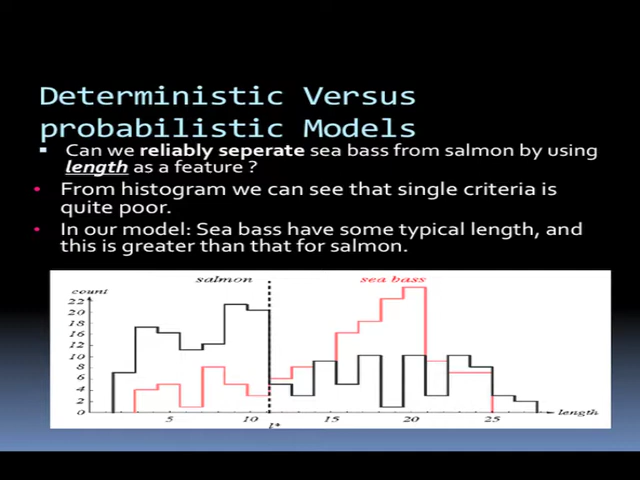 Deterministic Versus
probabilistic Models
Can we reliably seperate sea bass from salmon by using
length as a feature ?
From histogram we can see that single criteria is
quite poor.
In our model: Sea bass have some typical length, and
this is greater than that for salmon.
salmon
sea bass
count
22
20
18
16
12
10
8
6
4
2
0
5
10
15
20
25
length
l*